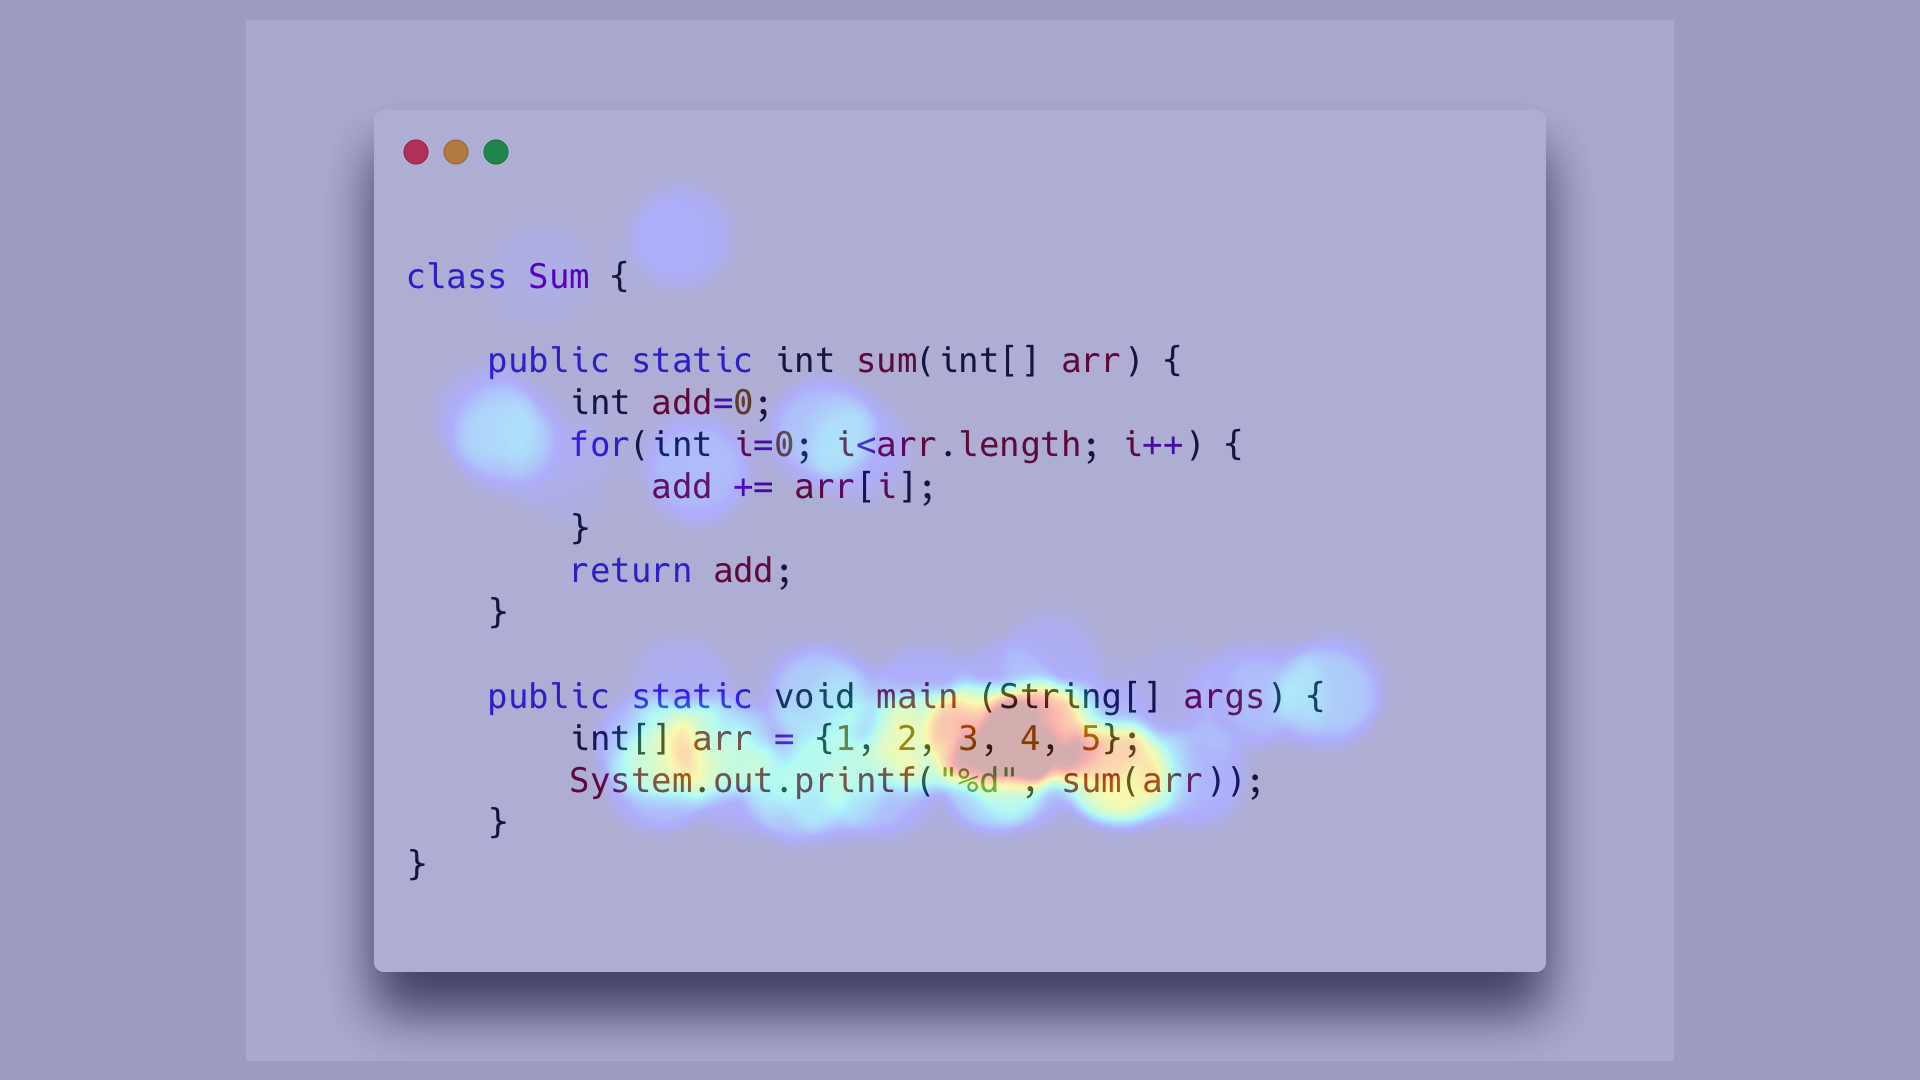 class Sum {
    public static int sum(int[] arr) {
        int add=0;
        for(int i=0; i<arr.length; i++) {
            add += arr[i];
        }
        return add;
    }
    public static void main (String[] args) {
        int[] arr = {1, 2, 3, 4, 5};
        System.out.printf("%d", sum(arr));
    }
}